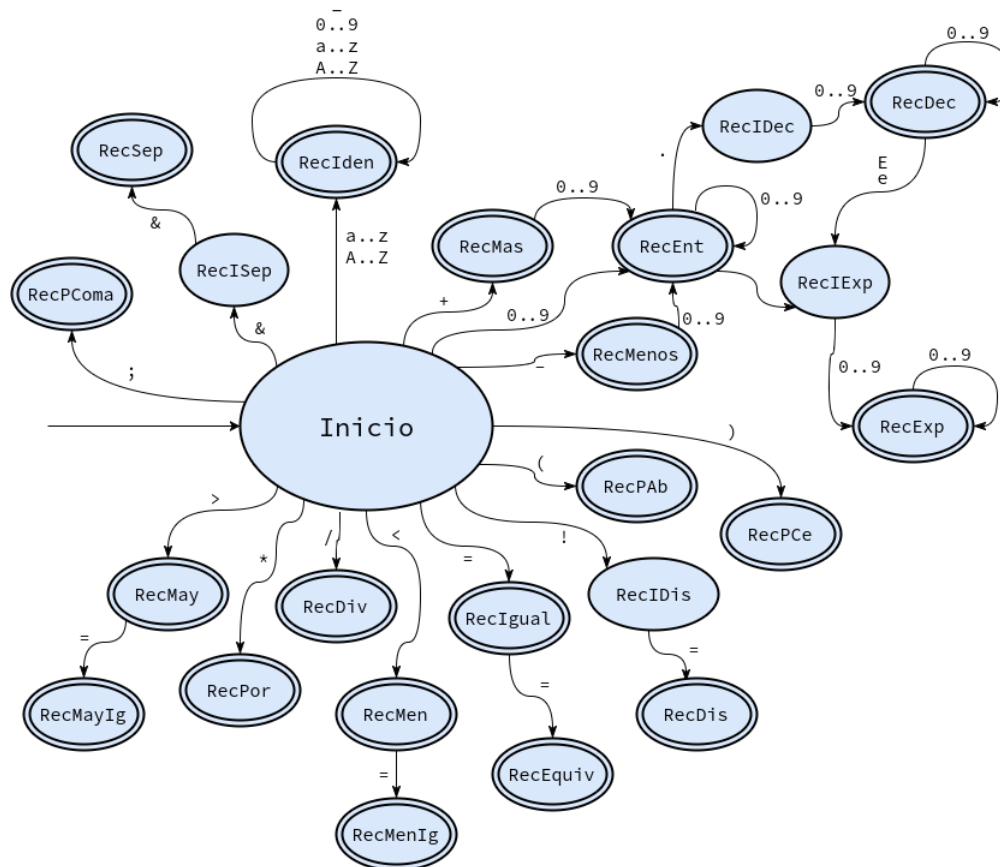 _
0..9
a..z
A..Z
0..9
RecDec
0..9
RecIDec
RecSep
RecIden
.
E
e
&
0..9
0..9
RecMas
RecEnt
RecISep
a..z
A..Z
RecIExp
RecPComa
+
0..9
0..9
&
RecMenos
0..9
0..9
;
-
Inicio
RecExp
)
(
RecPAb
>
RecPCe
!
/
<
*
=
RecMay
RecDiv
RecIgual
RecIDis
=
=
RecPor
=
RecMayIg
RecMen
RecDis
=
RecEquiv
RecMenIg